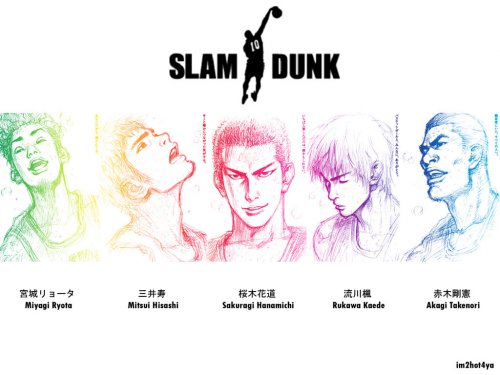 SLAM DUNK
10
宮城リョータ
Miyagi Ryota
三井寿
Mitsui Hisashi
桜木花道
Sakuragi Hanamichi
流川楓
Rukawa Kaede
赤木剛憲
Akagi Takenori
im2hot4ya